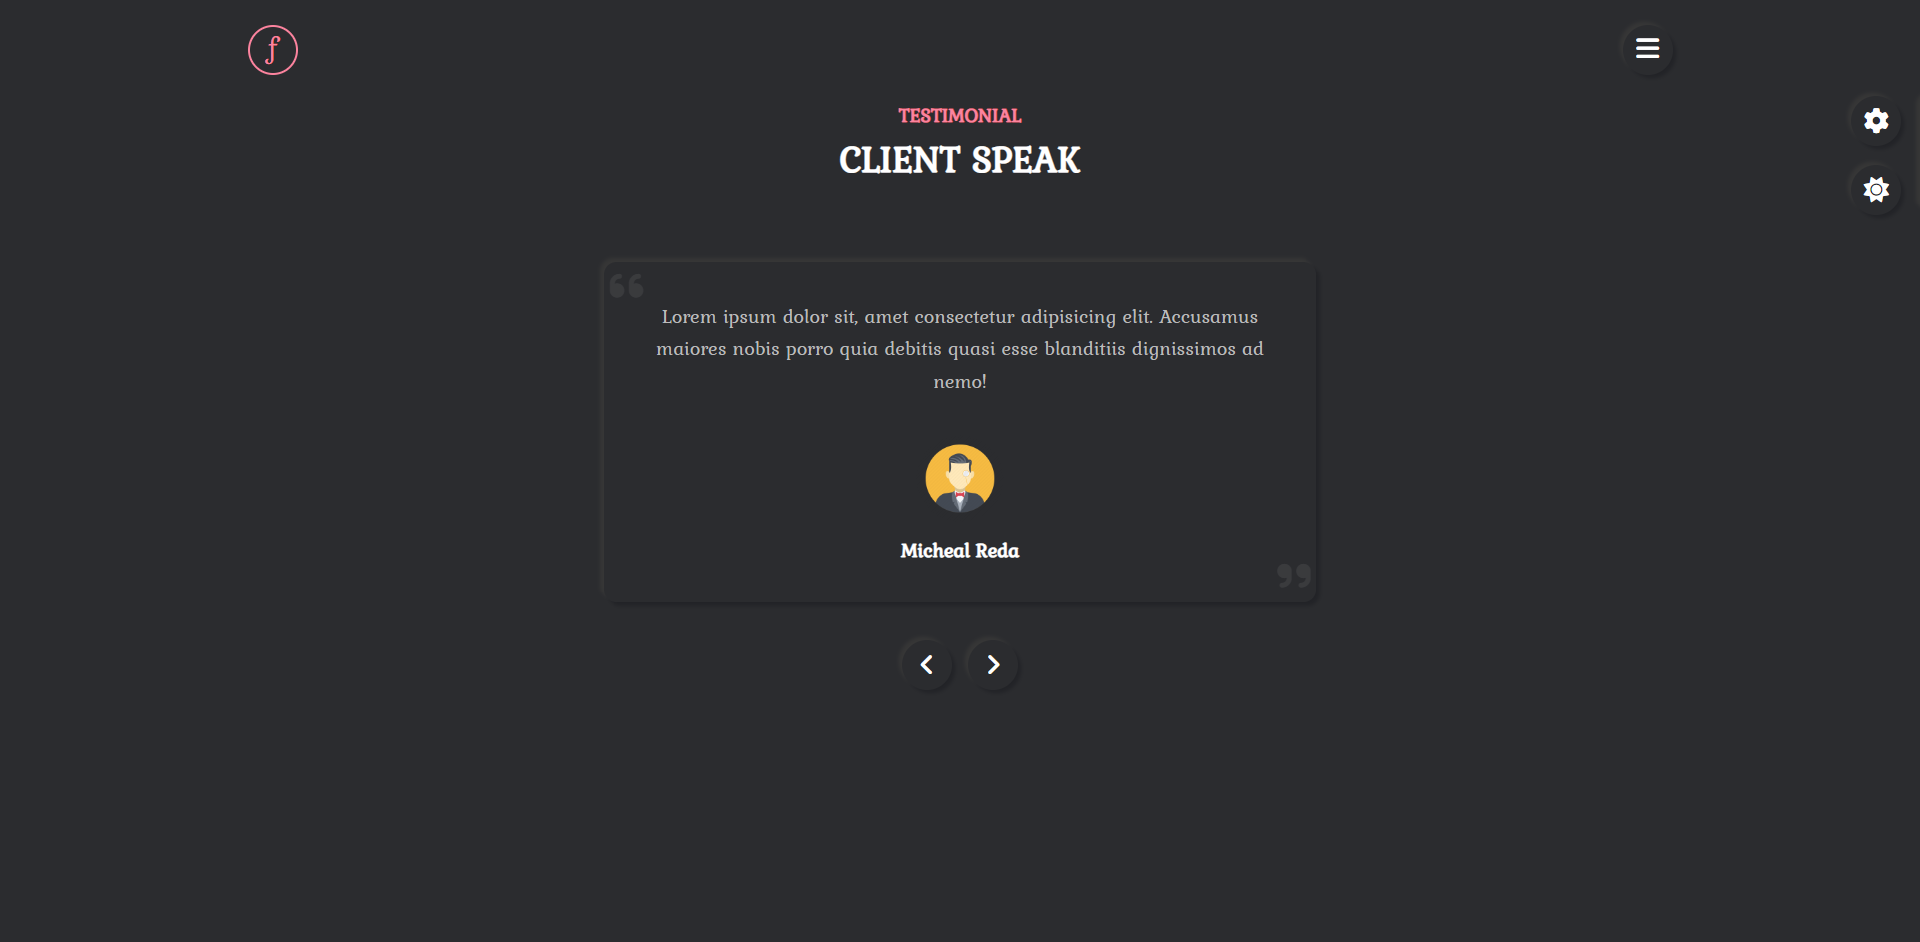 f
TESTIMONIAL
CLIENT SPEAK
“
Lorem ipsum dolor sit, amet consectetur adipisicing elit. Accusamus
maiores nobis porro quia debitis quasi esse blanditiis dignissimos ad
nemo!
Micheal Reda
”